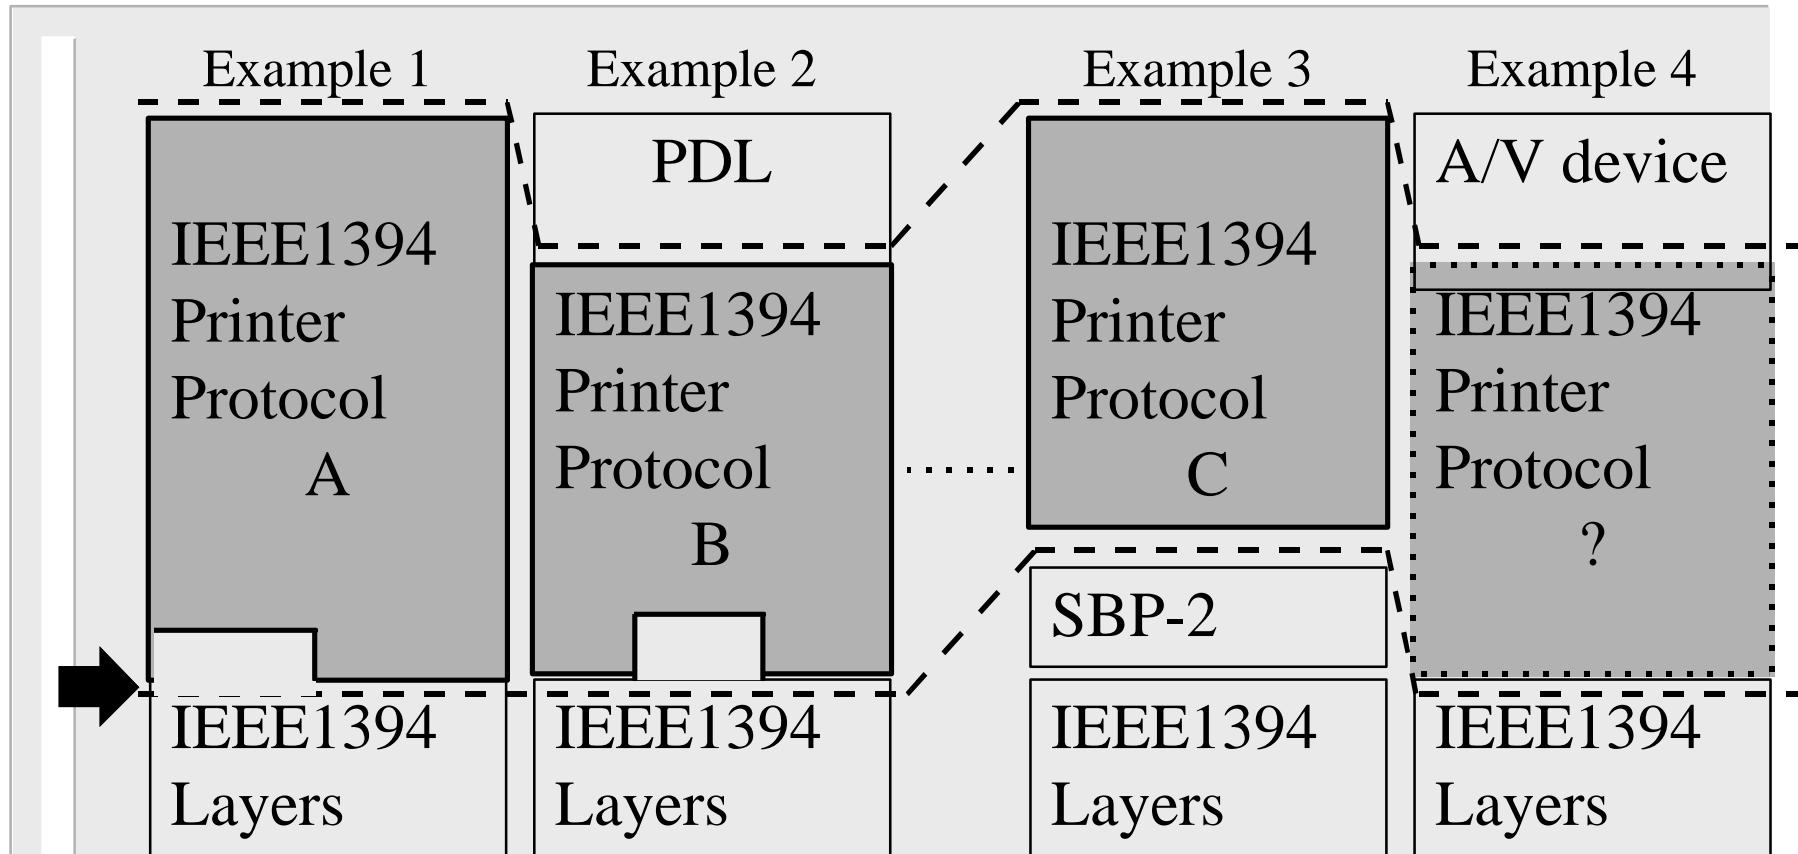 Example 1
IEEE1394
Printer
Protocol
A
IEEE1394
Layers
Example 2
PDL
IEEE1394
Printer
Protocol
B
IEEE1394
Layers
Example 3
IEEE1394
Printer
Protocol
C
SBP-2
IEEE1394
Layers
Example 4
A/V device
IEEE1394
Printer
Protocol
?
IEEE1394
Layers